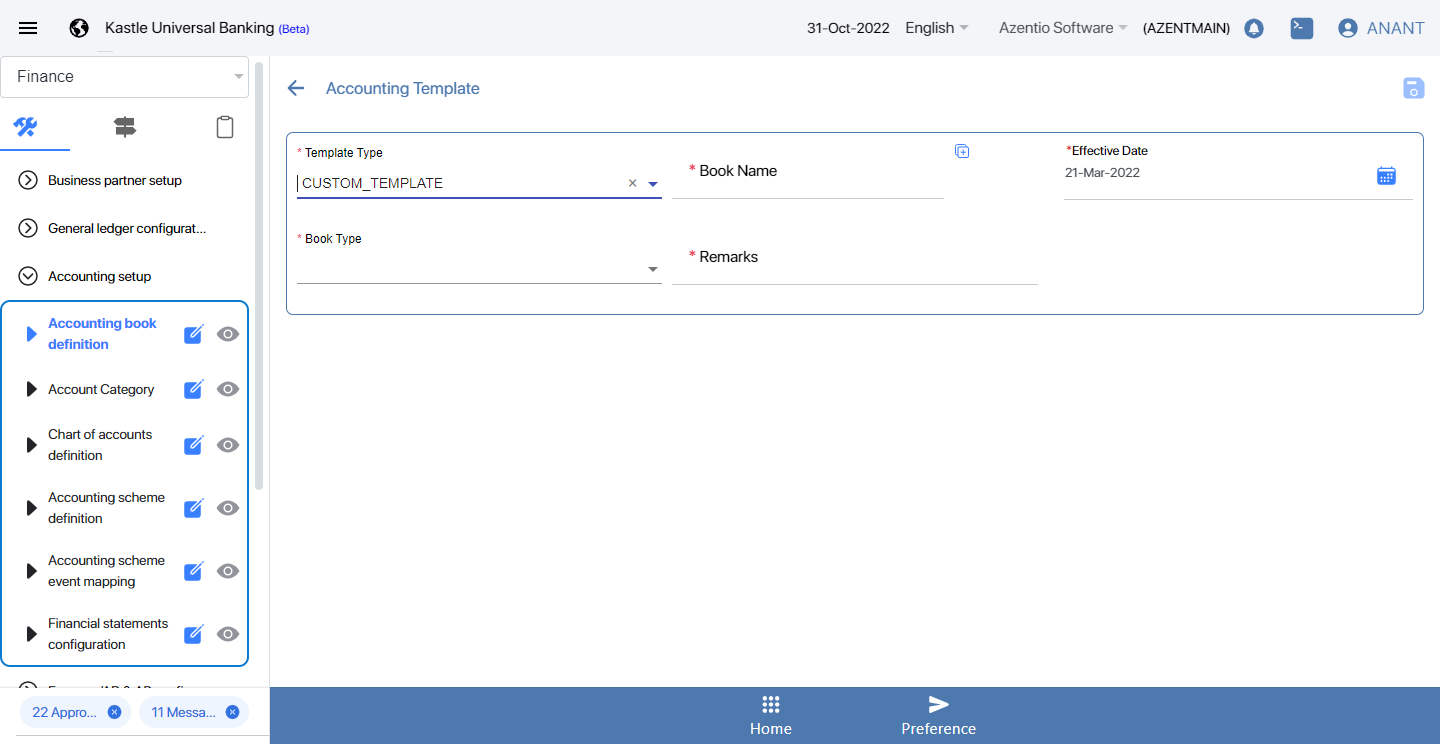 Kastle Universal Banking (Beta)
31-Oct-2022 English Azentio Software (AZENTMAIN) ANANT
Finance
Business partner setup
General ledger configurat...
Accounting setup
Accounting book
definition
Account Category
Chart of accounts
definition
Accounting scheme
definition
Accounting scheme
event mapping
Financial statements
configuration
22 Appro...
11 Messa...
Accounting Template
* Template Type
CUSTOM_TEMPLATE
* Book Name
*Effective Date
21-Mar-2022
* Book Type
* Remarks
Home
Preference